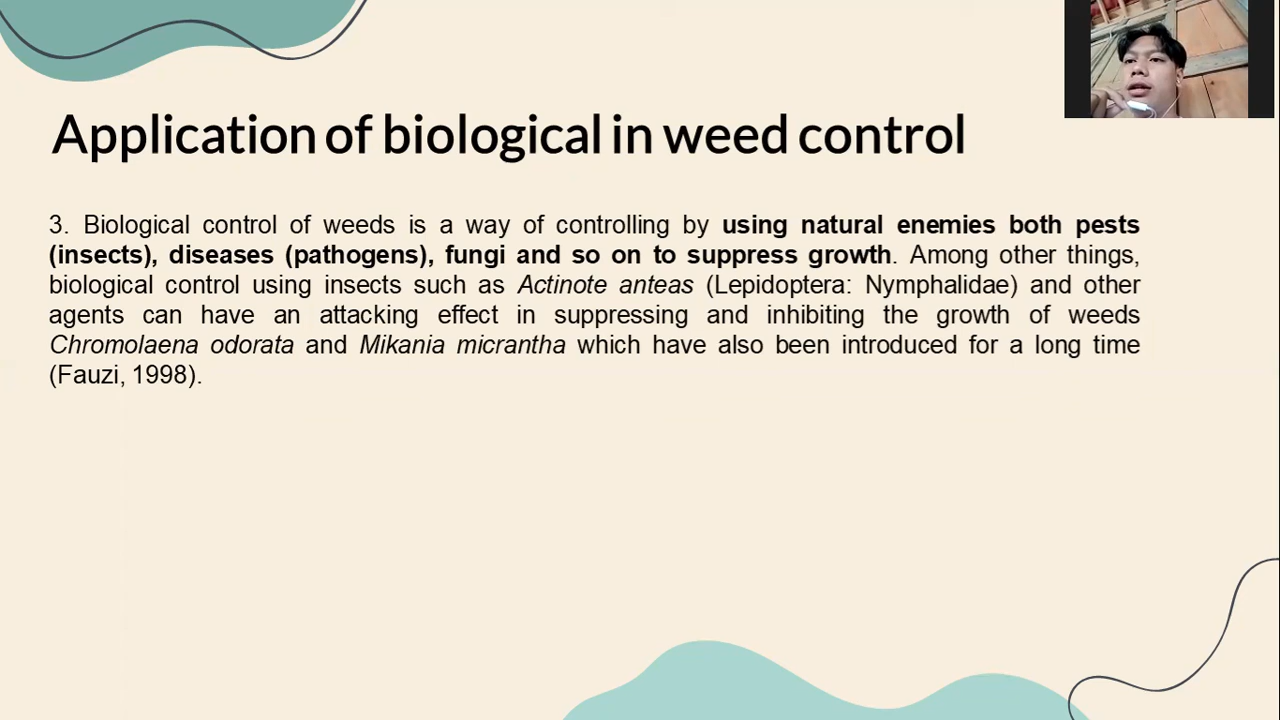 Application of biological in weed control
3. Biological control of weeds is a way of controlling by using natural enemies both pests
(insects), diseases (pathogens), fungi and so on to suppress growth. Among other things,
biological control using insects such as Actinote anteas (Lepidoptera: Nymphalidae) and other
agents can have an attacking effect in suppressing and inhibiting the growth of weeds
Chromolaena odorata and Mikania micrantha which have also been introduced for a long time
(Fauzi, 1998).